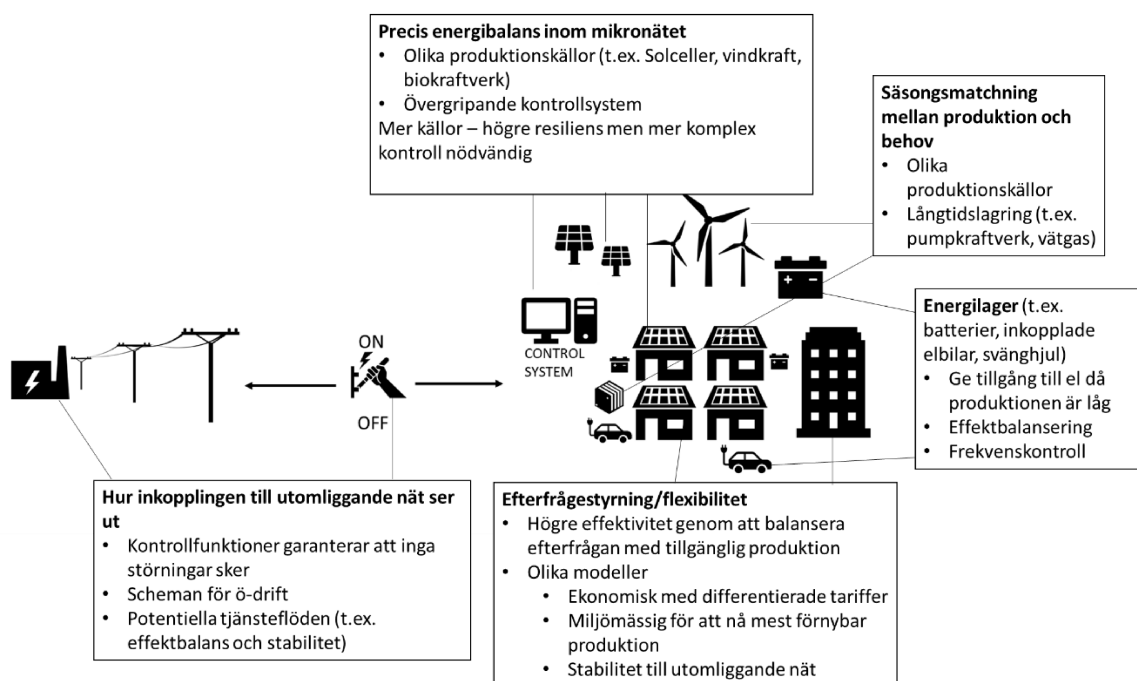 Precis energibalans inom mikronätet
• Olika produktionskällor (t.ex. Solceller, vindkraft,
biokraftverk)
• Övergripande kontrollsystem
Mer källor – högre resiliens men mer komplex
kontroll nödvändig
Säsongsmatchning
mellan produktion och
behov
• Olika
produktionskällor
• Långtidslagring (t.ex.
pumpkraftverk, vätgas)
Energilager (t.ex.
batterier, inkopplade
elbilar, svänghjul)
• Ge tillgång till el då
produktionen är låg
• Effektbalansering
• Frekvenskontroll
ON
OFF
CONTROL
SYSTEM
Hur inkopplingen till utomliggande nät ser
ut
• Kontrollfunktioner garanterar att inga
störningar sker
• Scheman för ö-drift
• Potentiella tjänsteflöden (t.ex.
effektbalans och stabilitet)
Efterfrågestyrning/flexibilitet
• Högre effektivitet genom att balansera
efterfrågan med tillgänglig produktion
• Olika modeller
• Ekonomisk med differentierade tariffer
• Miljömässig för att nå mest förnybar
produktion
• Stabilitet till utomliggande nät